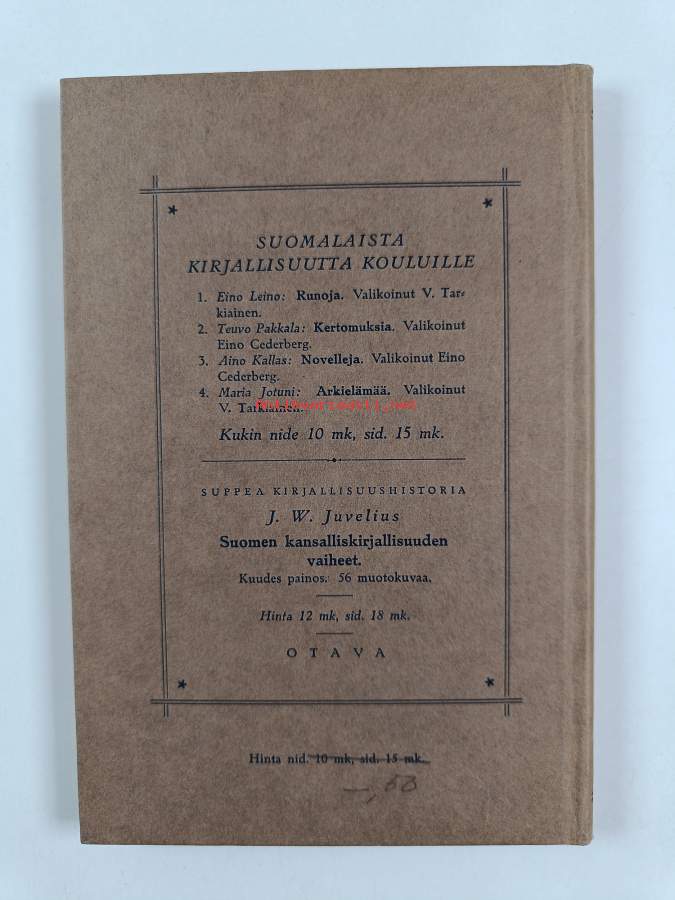 SUOMALAISTA
KIRJALLISUUTTA KOULUILLE
1. Eino Leino: Runoja. Valikoinut V. Tar-
kiainen.
2. Teuvo Pakkala: Kertomuksia. Valikoinut
Eino Cederberg.
3. Aino Kallas: Novelleja. Valikoinut Eino
Cederberg.
4. Maria Jotuni: Arkielämää. Valikoinut
V. Tarkiainen.
Kukin nide 10 mk, sid. 15 mk.
SUPPEA KIRJALLISUUSHISTORIA
J. W. Juvelius
Suomen kansalliskirjallisuuden
vaiheet.
Kuudes painos. 56 muotokuvaa.
Hinta 12 mk, sid. 18 mk.
OTAVA
Hinta nid. 10 mk, sid. 15 mk.
—,50